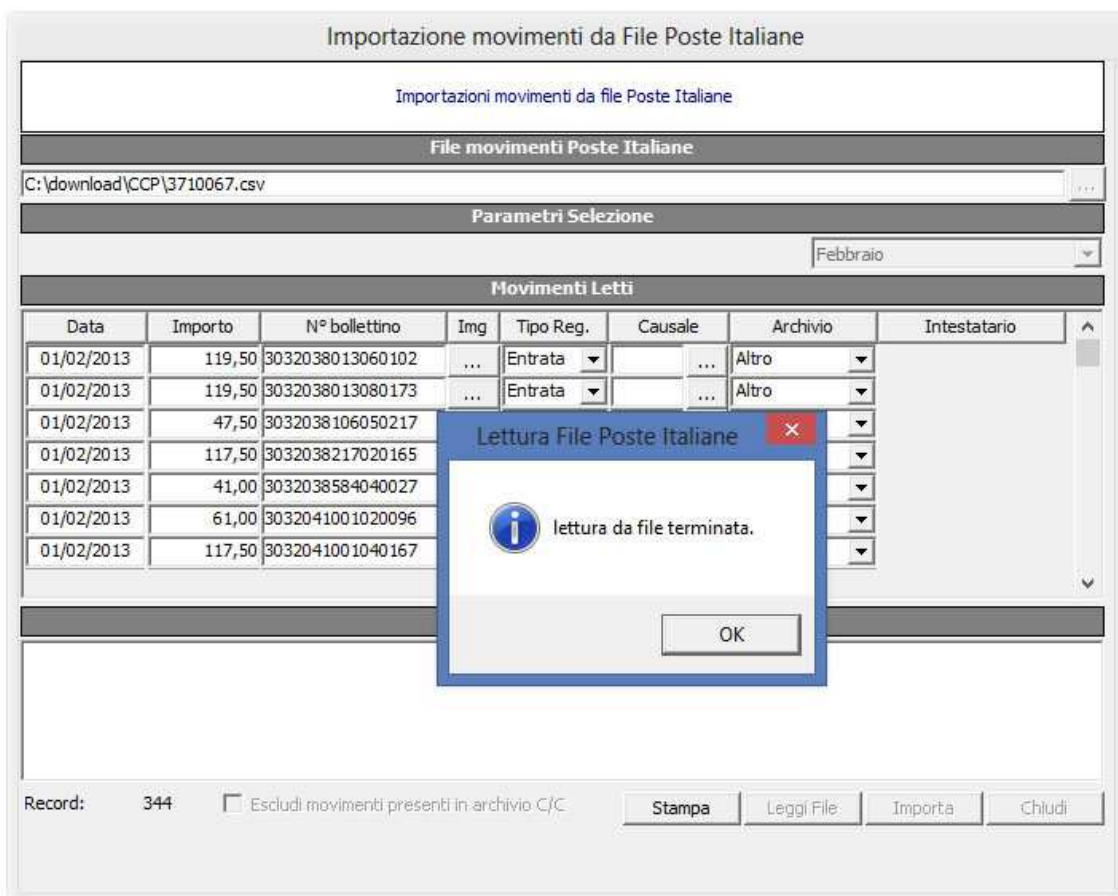 Importazione movimenti da File Poste Italiane
Importazioni movimenti da file Poste Italiane
File movimenti Poste Italiane
C:\download\CCP\3710067.csv ...
Parametri Selezione
Febbraio
Movimenti Letti
Data Importo N° bollettino Img Tipo Reg. Causale Archivio Intestatario
01/02/2013 119,50 3032038013060102 ... Entrata ... Altro
01/02/2013 119,50 3032038013080173 ... Entrata ... Altro
01/02/2013 47,50 3032038106050217
01/02/2013 117,50 3032038217020165
01/02/2013 41,00 3032038584040027
01/02/2013 61,00 3032041001020096
01/02/2013 117,50 3032041001040167
Lettura File Poste Italiane
lettura da file terminata.
OK
Record: 344 Escludi movimenti presenti in archivio C/C Stampa Leggi File Importa Chiudi